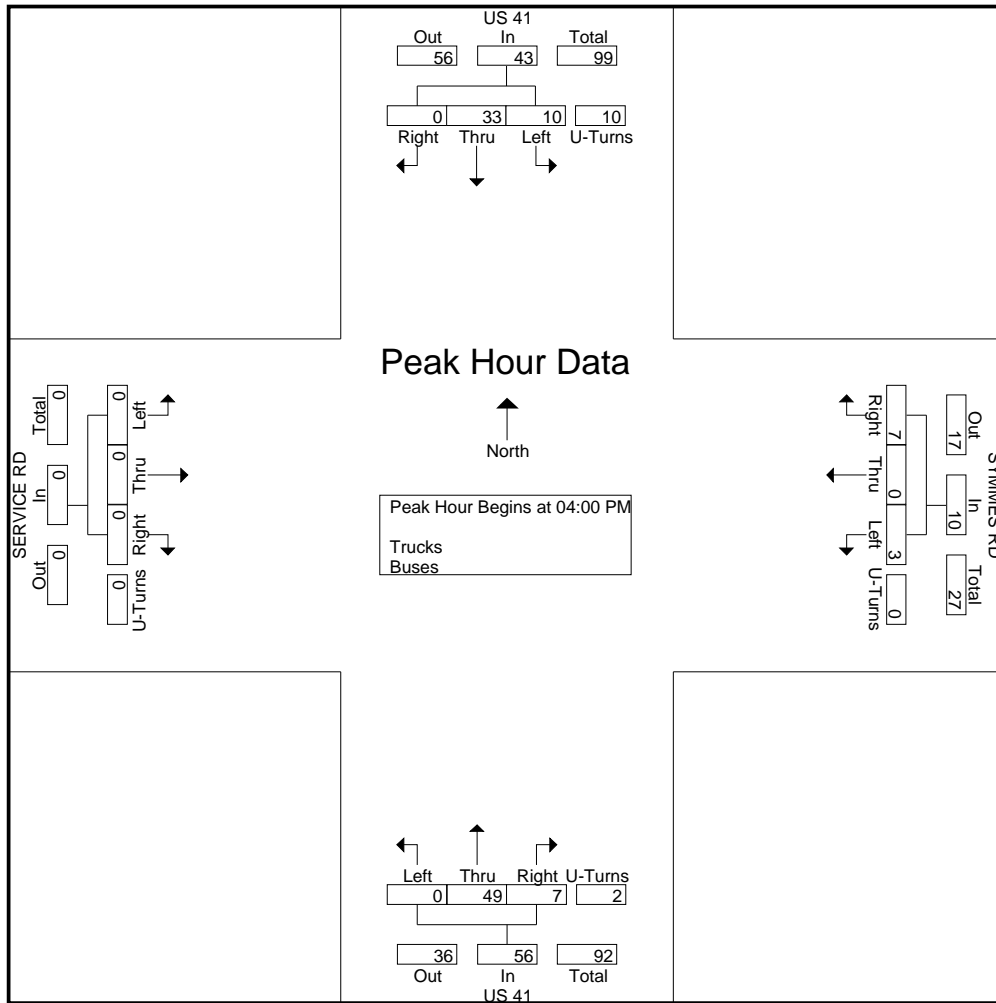 US 41
Out In Total
56 43 99
0 33 10 10
Right Thru Left U-Turns
Peak Hour Data
North
Peak Hour Begins at 04:00 PM
Trucks
Buses
SERVICE RD
Out In Total
0 0 0
0 0 0 0
U-Turns Right Thru Left
SYMMES RD
Out In Total
17 10 27
7 0 3 0
Right Thru Left U-Turns
Left Thru Right U-Turns
0 49 7 2
36 56 92
Out In Total
US 41